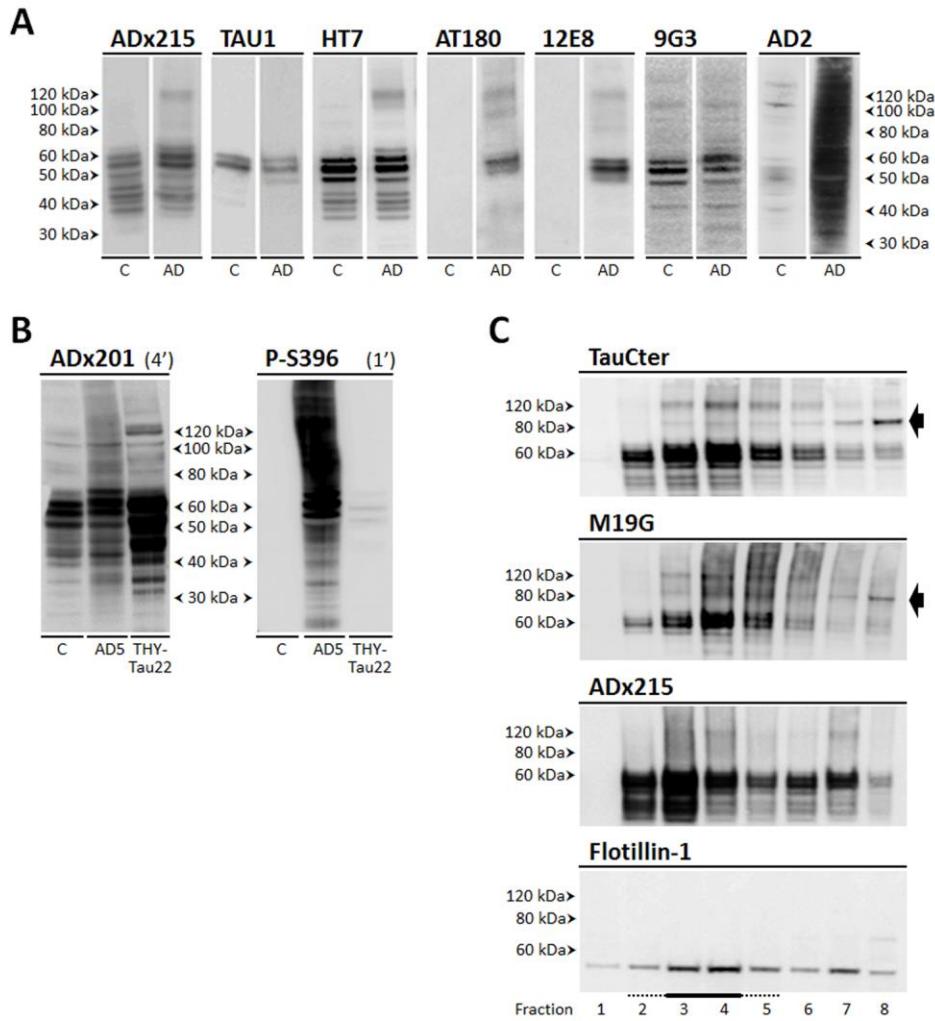 A
ADx215 TAU1 HT7 AT180 12E8 9G3 AD2
120 kDa➤ ➤120 kDa
100 kDa➤ ➤100 kDa
80 kDa➤ ➤80 kDa
60 kDa➤ ➤60 kDa
50 kDa➤ ➤50 kDa
40 kDa➤ ➤40 kDa
30 kDa➤ ➤30 kDa
C AD C AD C AD C AD C AD C AD C AD
B
ADx201 (4') P-S396 (1')
120 kDa
100 kDa
80 kDa
60 kDa
50 kDa
40 kDa
30 kDa
C AD5 THY-
Tau22
C AD5 THY-
Tau22
C
TauCter
120 kDa
80 kDa
60 kDa
M19G
120 kDa
80 kDa
60 kDa
ADx215
120 kDa
80 kDa
60 kDa
Flotillin-1
120 kDa
80 kDa
60 kDa
Fraction 1 2 3 4 5 6 7 8